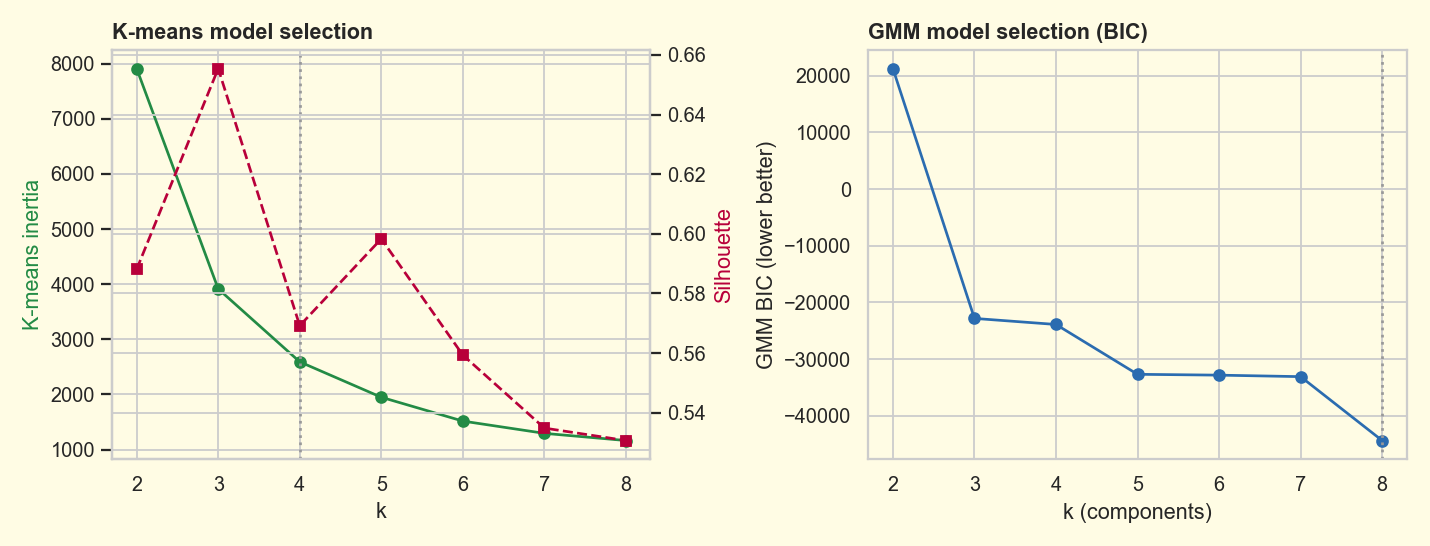 K-means model selection
8000
7000
6000
5000
4000
3000
2000
1000
K-means inertia
0.66
0.64
0.62
0.60
0.58
0.56
0.54
Silhouette
2 3 4 5 6 7 8
k
GMM model selection (BIC)
20000
10000
0
−10000
−20000
−30000
−40000
GMM BIC (lower better)
2 3 4 5 6 7 8
k (components)